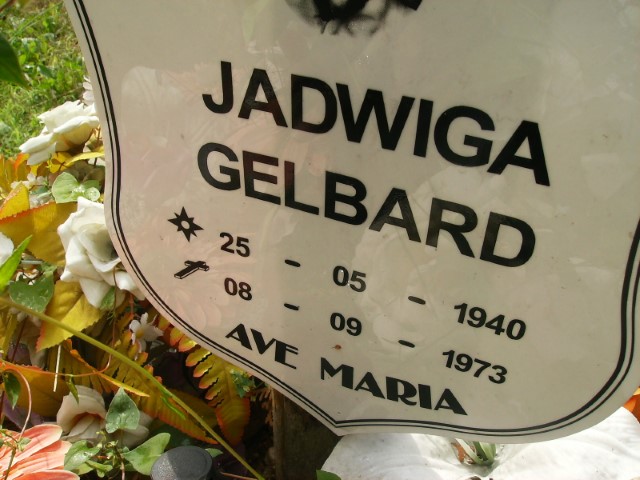 JADWIGA
GELBARD
25 - 05 - 1940
08 - 09 - 1973
AVE MARIA